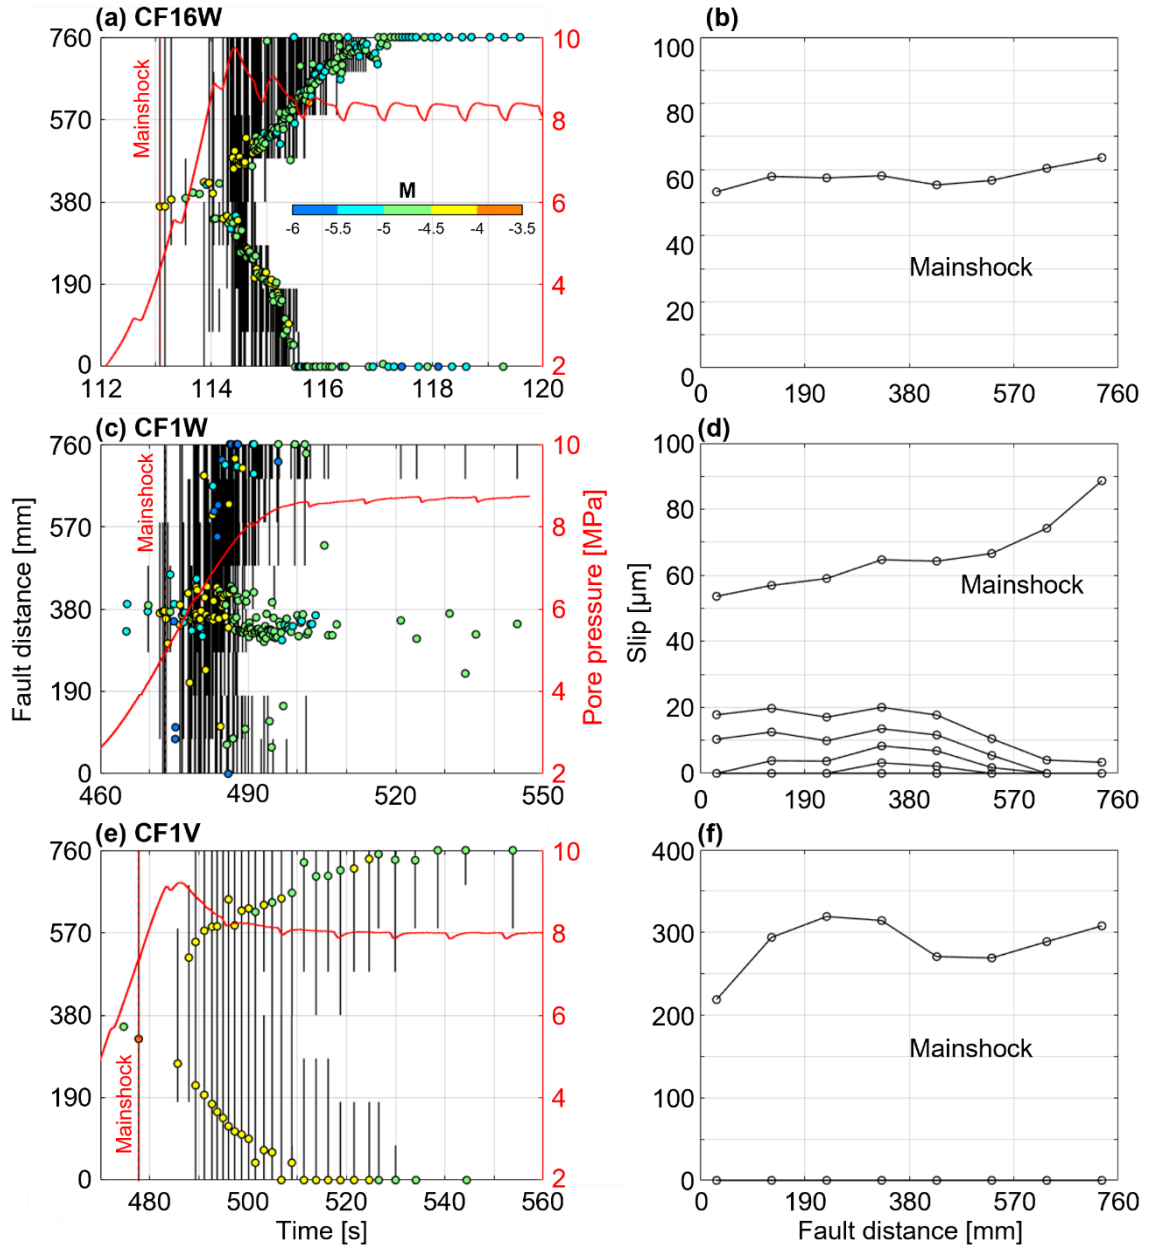 (a) CF16W
760
570
380
190
0
10
8
6
4
2
Mainshock
M
-6 -5.5 -5 -4.5 -4 -3.5
112 114 116 118 120
(b)
100
80
60
40
20
0
Mainshock
0 190 380 570 760
(c) CF1W
Fault distance [mm]
760
570
380
190
0
Mainshock
10
8
6
4
2
Pore pressure [MPa]
460 490 520 550
(d)
Slip [µm]
100
80
60
40
20
0
Mainshock
0 190 380 570 760
(e) CF1V
760
570
380
190
0
Mainshock
10
8
6
4
2
480 500 520 540 560
Time [s]
(f)
400
300
200
100
0
Mainshock
0 190 380 570 760
Fault distance [mm]